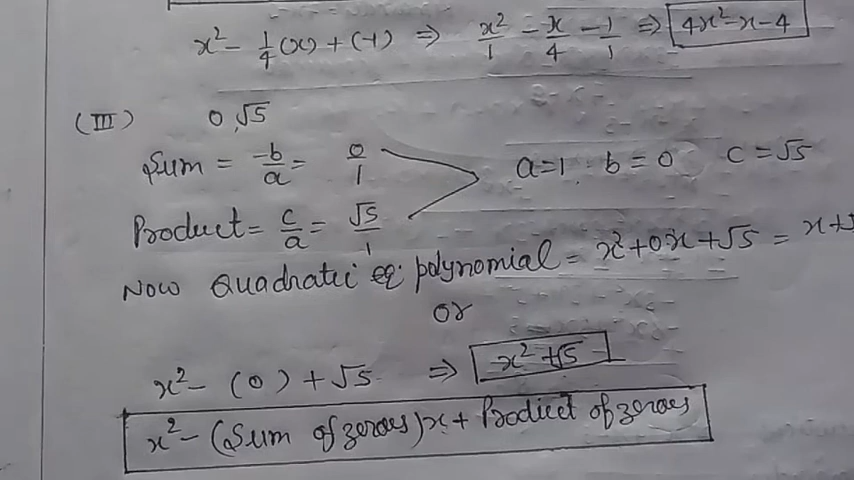 x² - 1/4 (x) + (-1) ⇒ x²/1 - x/4 - 1/1 ⇒ 4x² - x - 4
(III) 0, √5
Sum = -b/a = 0/1
a=1 b=0 c=√5
Product = c/a = √5/1
Now Quadratic polynomial = x² + 0x + √5 = x +
or
x² - (0) + √5 ⇒ x² + √5
x² - (Sum of zeroes)x + Product of zeroes